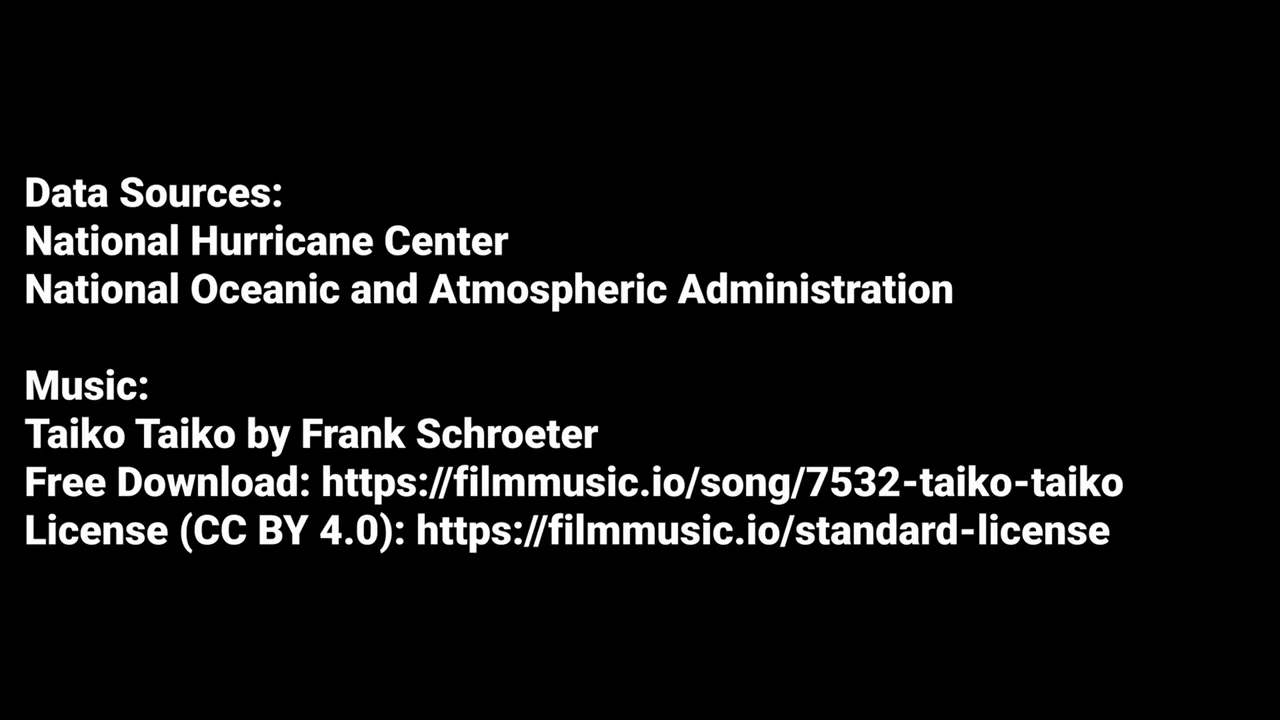 Data Sources:
National Hurricane Center
National Oceanic and Atmospheric Administration
Music:
Taiko Taiko by Frank Schroeter
Free Download: https://filmmusic.io/song/7532-taiko-taiko
License (CC BY 4.0): https://filmmusic.io/standard-license